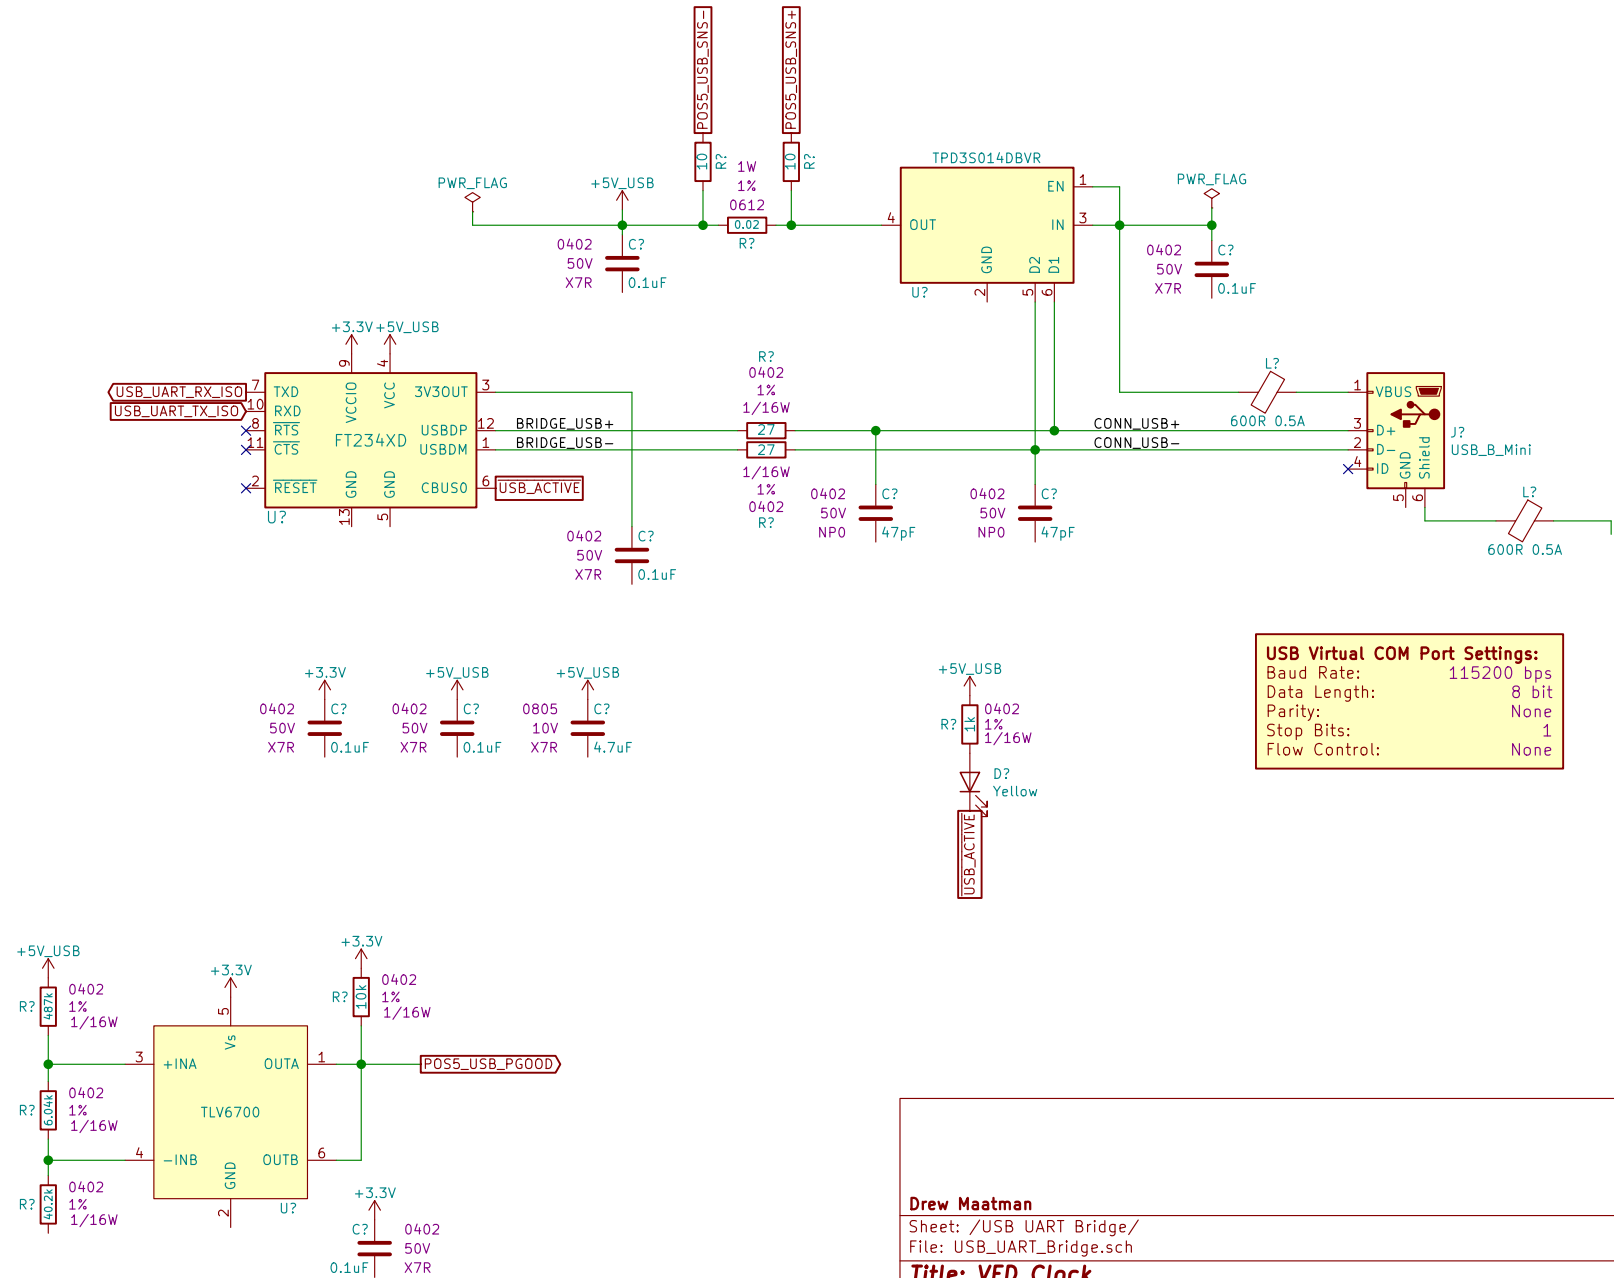 POS5_USB_SNS-
POS5_USB_SNS+
10
R?
10
R?
1W
1%
0612
0.02
R?
PWR_FLAG
+5V_USB
0402
50V
X7R
C?
0.1uF
TPD3S014DBVR
EN
1
IN
3
4
OUT
GND
D2
D1
2
5
6
U?
PWR_FLAG
0402
50V
X7R
C?
0.1uF
+3.3V
+5V_USB
9
4
USB_UART_RX_ISO
USB_UART_TX_ISO
7
10
8
11
2
TXD
RXD
RTS
CTS
RESET
VCCIO
VCC
FT234XD
GND
GND
3V3OUT
USBDP
USBDM
CBUS0
3
12
1
6
13
5
U?
BRIDGE_USB+
BRIDGE_USB-
USB_ACTIVE
R?
0402
1%
1/16W
27
27
1/16W
1%
0402
R?
0402
50V
X7R
C?
0.1uF
0402
50V
NP0
C?
47pF
0402
50V
NP0
C?
47pF
CONN_USB+
CONN_USB-
L?
600R 0.5A
1
3
2
4
VBUS
D+
D-
ID
GND
Shield
5
6
J?
USB_B_Mini
L?
600R 0.5A
+3.3V
0402
50V
X7R
C?
0.1uF
+5V_USB
0402
50V
X7R
C?
0.1uF
+5V_USB
0805
10V
X7R
C?
4.7uF
+5V_USB
R?
1k
0402
1%
1/16W
D?
Yellow
USB_ACTIVE
USB Virtual COM Port Settings:
Baud Rate: 115200 bps
Data Length: 8 bit
Parity: None
Stop Bits: 1
Flow Control: None
+5V_USB
R?
487k
0402
1%
1/16W
R?
6.04k
0402
1%
1/16W
R?
40.2k
0402
1%
1/16W
+3.3V
5
Vs
3
+INA
4
-INB
TLV6700
OUTA
1
OUTB
6
GND
2
U?
+3.3V
R?
10k
0402
1%
1/16W
POS5_USB_PGOOD
+3.3V
C?
0.1uF
0402
50V
X7R
Drew Maatman
Sheet: /USB UART Bridge/
File: USB_UART_Bridge.sch
Title: VFD Clock